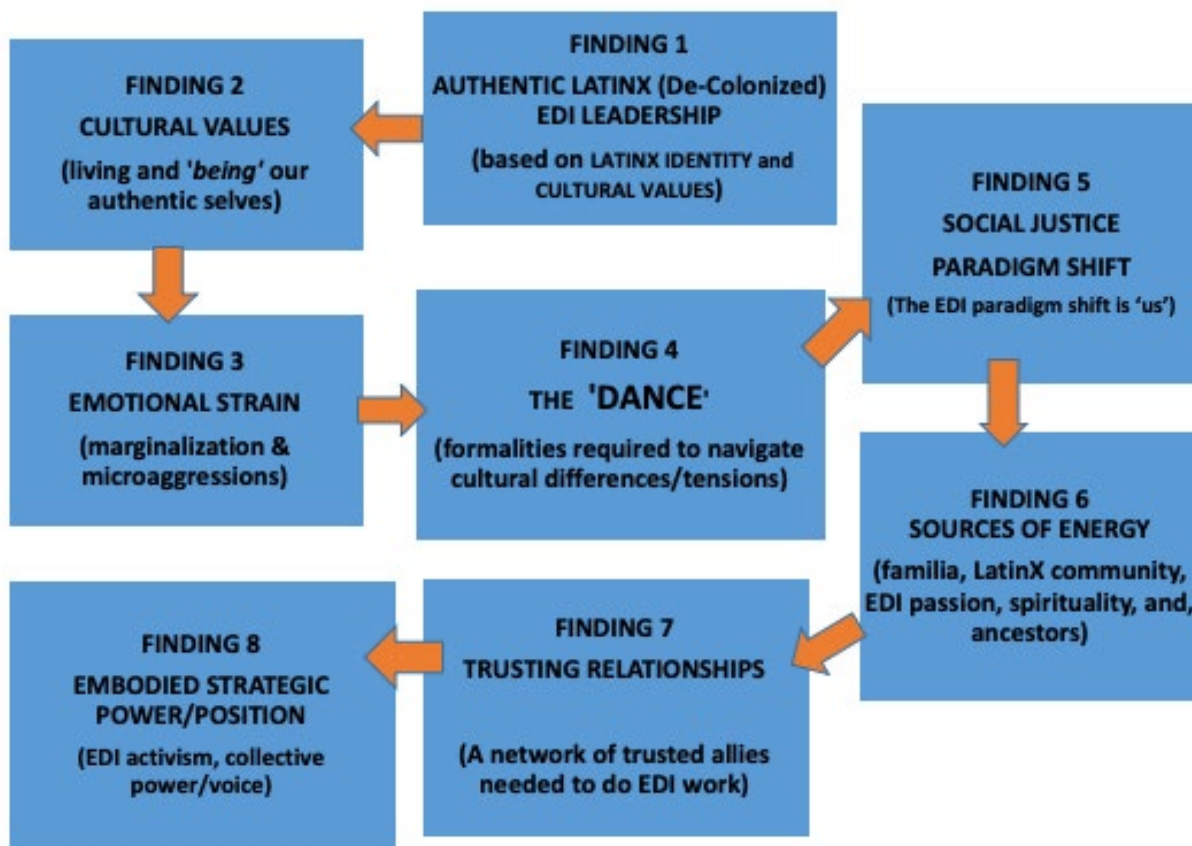 FINDING 1
AUTHENTIC LATINX (De-Colonized)
EDI LEADERSHIP
(based on LATINX IDENTITY and
CULTURAL VALUES)
FINDING 2
CULTURAL VALUES
(living and 'being' our
authentic selves)
FINDING 3
EMOTIONAL STRAIN
(marginalization &
microaggressions)
FINDING 4
THE 'DANCE'
(formalities required to navigate
cultural differences/tensions)
FINDING 5
SOCIAL JUSTICE
PARADIGM SHIFT
(The EDI paradigm shift is ‘us’)
FINDING 6
SOURCES OF ENERGY
(familia, LatinX community,
EDI passion, spirituality, and,
ancestors)
FINDING 7
TRUSTING RELATIONSHIPS
(A network of trusted allies
needed to do EDI work)
FINDING 8
EMBODIED STRATEGIC
POWER/POSITION
(EDI activism, collective
power/voice)